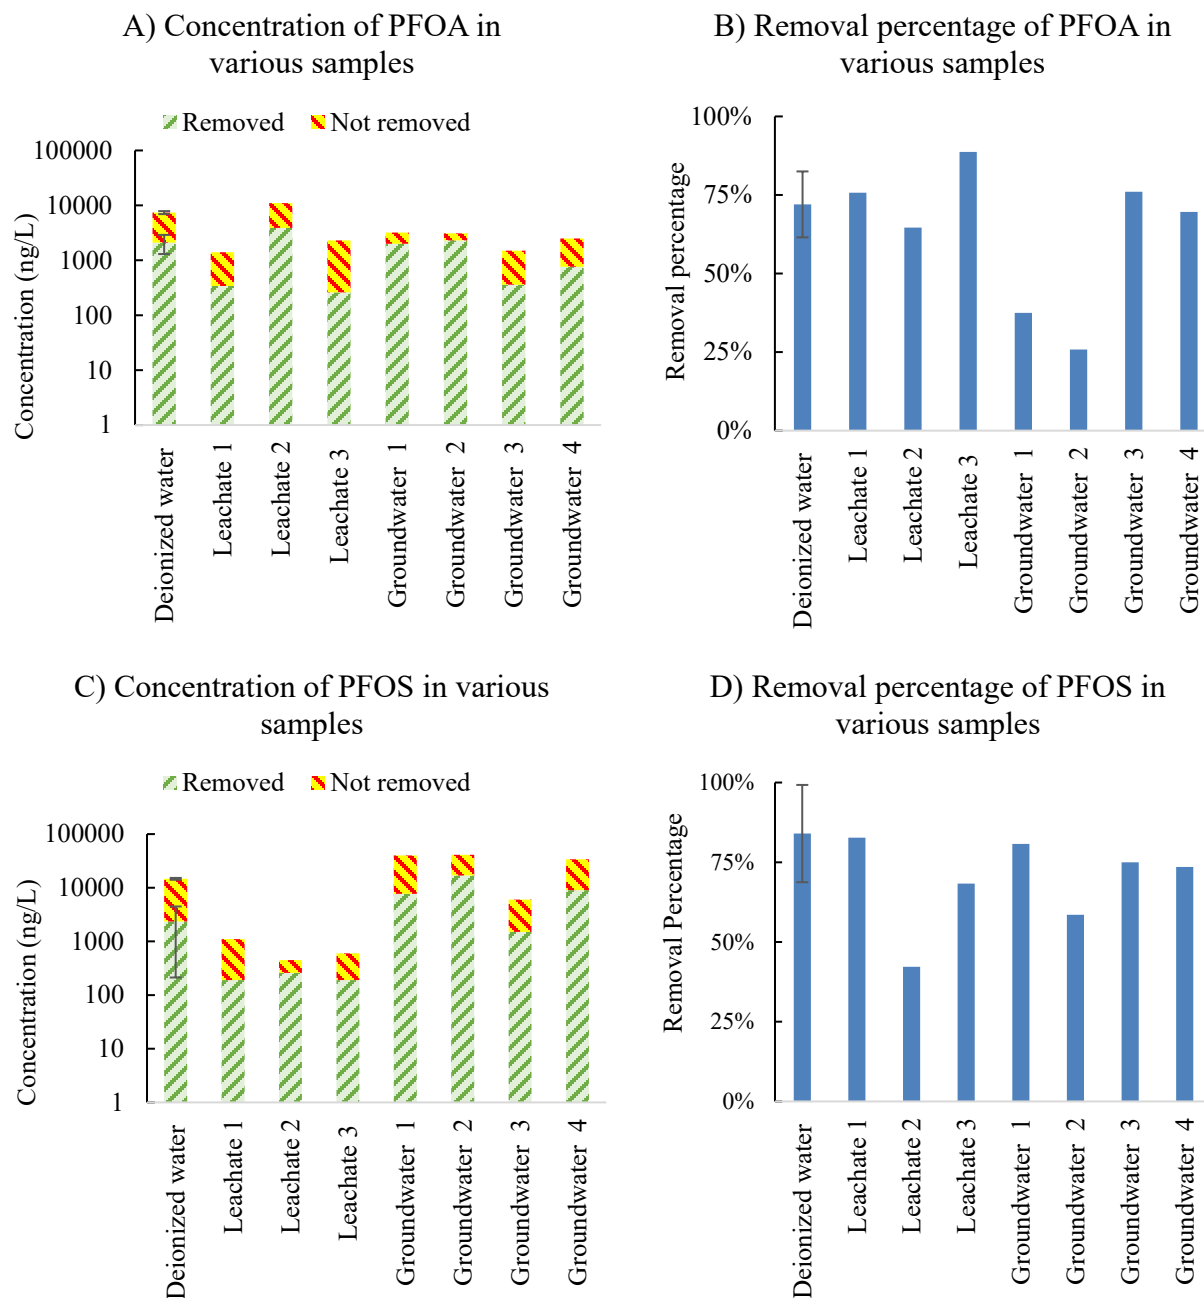 A) Concentration of PFOA in
various samples
Removed Not removed
100000
10000
1000
100
10
1
Concentration (ng/L)
Deionized water
Leachate 1
Leachate 2
Leachate 3
Groundwater 1
Groundwater 2
Groundwater 3
Groundwater 4
B) Removal percentage of PFOA in
various samples
100%
75%
50%
25%
0%
Removal percentage
Deionized water
Leachate 1
Leachate 2
Leachate 3
Groundwater 1
Groundwater 2
Groundwater 3
Groundwater 4
C) Concentration of PFOS in various
samples
Removed Not removed
100000
10000
1000
100
10
1
Concentration (ng/L)
Deionized water
Leachate 1
Leachate 2
Leachate 3
Groundwater 1
Groundwater 2
Groundwater 3
Groundwater 4
D) Removal percentage of PFOS in
various samples
100%
75%
50%
25%
0%
Removal Percentage
Deionized water
Leachate 1
Leachate 2
Leachate 3
Groundwater 1
Groundwater 2
Groundwater 3
Groundwater 4